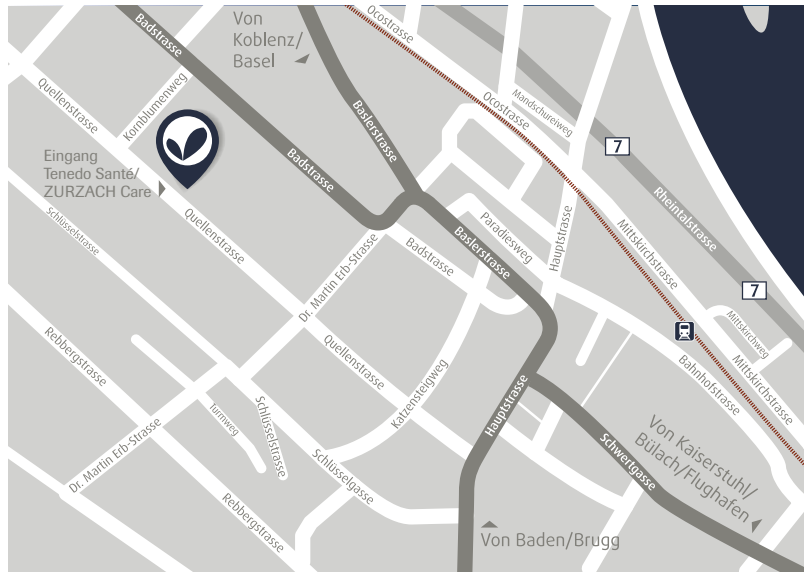 Badstrasse
Von
Koblenz/
Basel
Ocostrasse
Quellenstrasse
Kornblumenweg
Baslerstrasse
Ocostrasse
Mandschureiweg
7
Eingang
Tenedo Santé/
ZURZACH Care
Badstrasse
Rheintalstrasse
Schlüsselstrasse
Quellenstrasse
Dr. Martin Erb-Strasse
Badstrasse
Baslerstrasse
Paradiesweg
Hauptstrasse
Mittskirchstrasse
7
Rebbergstrasse
Quellenstrasse
Mittskirchweg
Mittskirchstrasse
Bahnhofstrasse
Katzensteigweg
Hauptstrasse
Turmweg
Schlüsselstrasse
Dr. Martin Erb-Strasse
Schlüsselgasse
Schwertgasse
Von Kaiserstuhl/
Bülach/Flughafen
Rebbergstrasse
Von Baden/Brugg